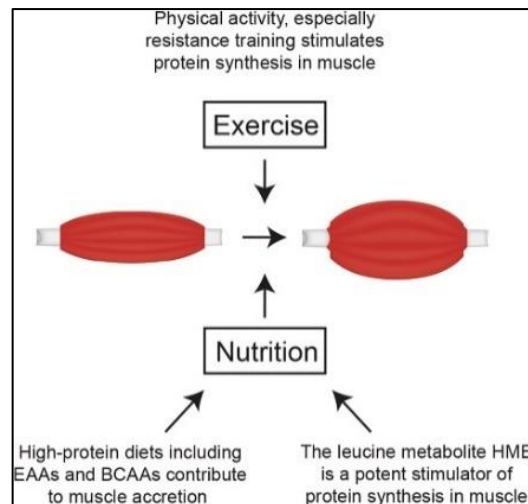 Physical activity, especially
resistance training stimulates
protein synthesis in muscle
Exercise
Nutrition
High-protein diets including
EAAs and BCAAs contribute
to muscle accretion
The leucine metabolite HMB
is a potent stimulator of
protein synthesis in muscle